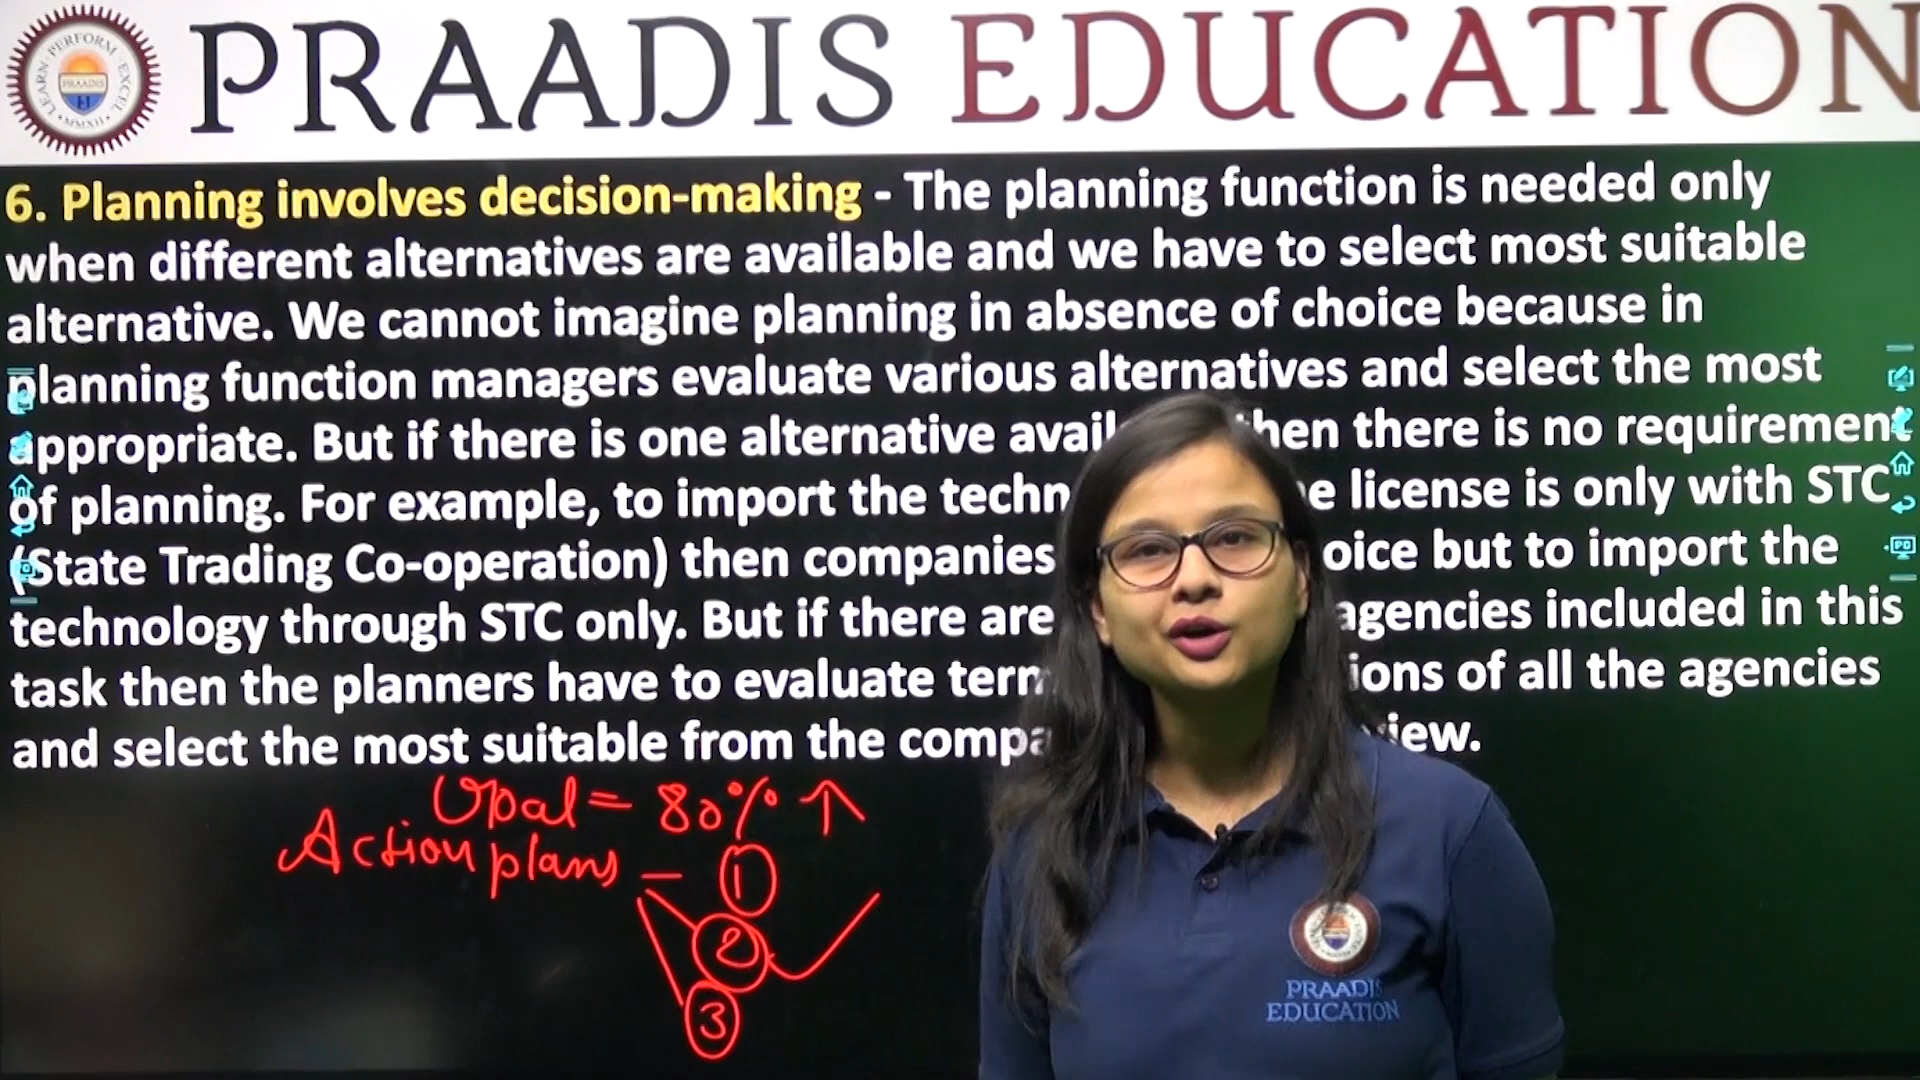 PRAADIS EDUCATION
LEARN · PERFORM · EXCEL
PRAADIS
MMXII
6. Planning involves decision-making - The planning function is needed only
when different alternatives are available and we have to select most suitable
alternative. We cannot imagine planning in absence of choice because in
planning function managers evaluate various alternatives and select the most
appropriate. But if there is one alternative avail hen there is no requirement
of planning. For example, to import the techn e license is only with STC
(State Trading Co-operation) then companies oice but to import the
technology through STC only. But if there are agencies included in this
task then the planners have to evaluate term ions of all the agencies
and select the most suitable from the compa iew.
Goal = 80% ↑
Action plans — 1
2
3
PRAADIS
EDUCATION